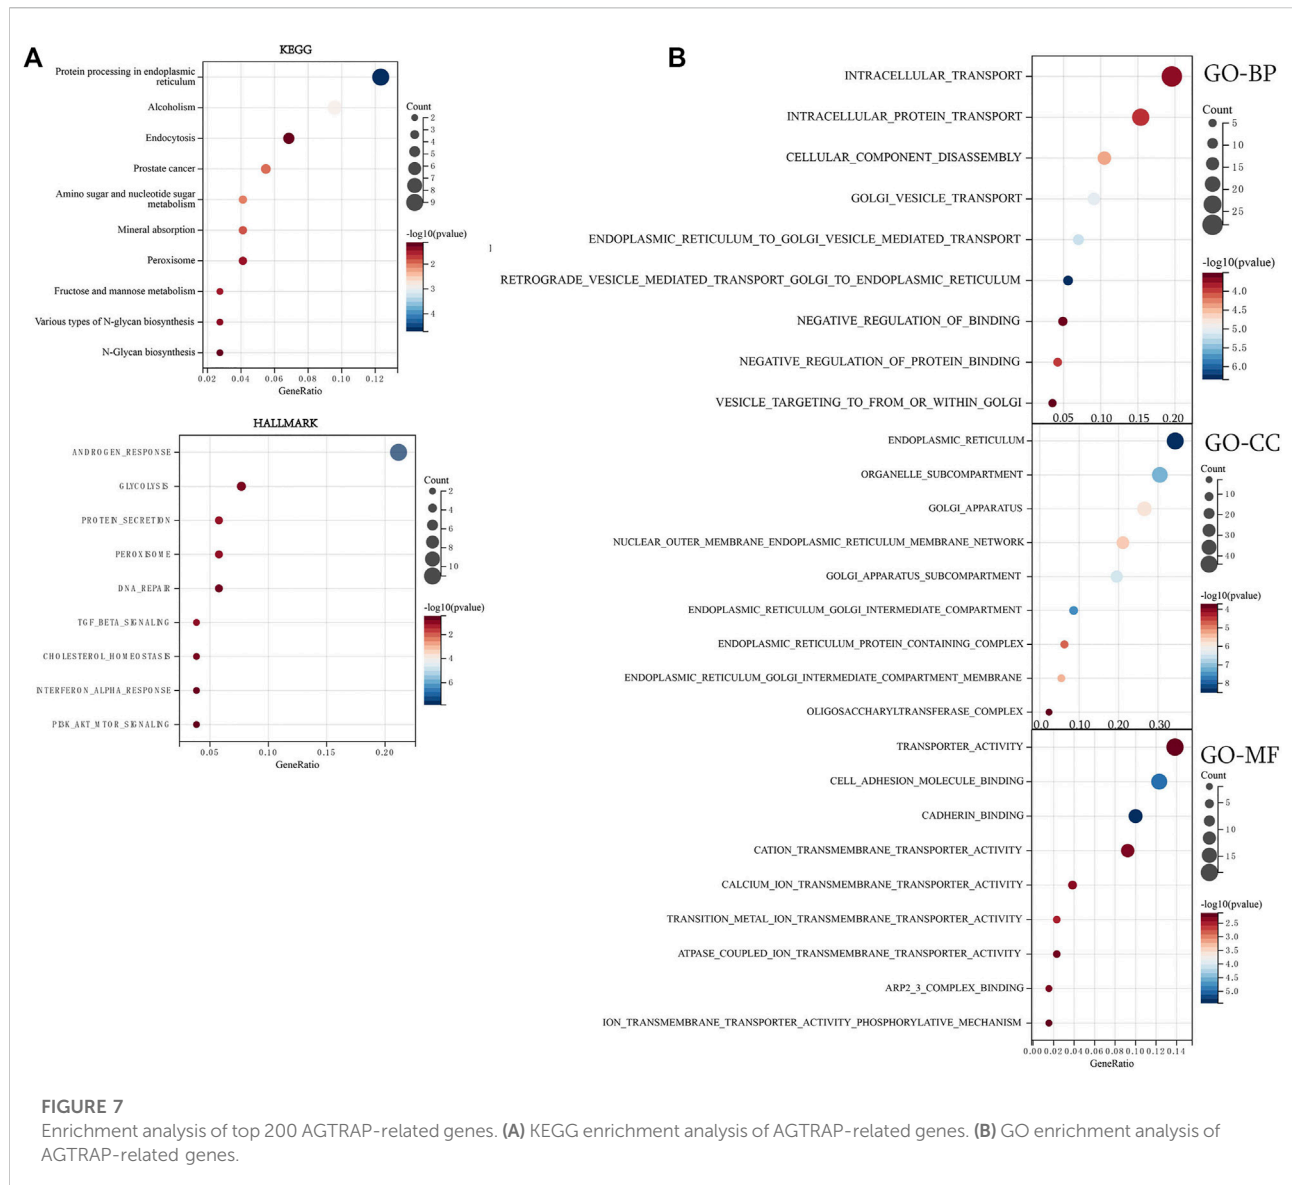 A
KEGG
Protein processing in endoplasmic
reticulum
Alcoholism
Endocytosis
Prostate cancer
Amino sugar and nucleotide sugar
metabolism
Mineral absorption
Peroxisome
Fructose and mannose metabolism
Various types of N-glycan biosynthesis
N-Glycan biosynthesis
0.02 0.04 0.06 0.08 0.10 0.12
GeneRatio
Count
2
3
4
5
6
7
8
9
-log10(pvalue)
2
3
4
1
HALLMARK
ANDROGEN_RESPONSE
GLYCOLYSIS
PROTEIN_SECRETION
PEROXISOME
DNA_REPAIR
TGF_BETA_SIGNALING
CHOLESTEROL_HOMEOSTASIS
INTERFERON_ALPHA_RESPONSE
PI3K_AKT_MTOR_SIGNALING
0.05 0.10 0.15 0.20
GeneRatio
Count
2
4
6
8
10
-log10(pvalue)
2
4
6
B
GO-BP
INTRACELLULAR_TRANSPORT
INTRACELLULAR_PROTEIN_TRANSPORT
CELLULAR_COMPONENT_DISASSEMBLY
GOLGI_VESICLE_TRANSPORT
ENDOPLASMIC_RETICULUM_TO_GOLGI_VESICLE_MEDIATED_TRANSPORT
RETROGRADE_VESICLE_MEDIATED_TRANSPORT_GOLGI_TO_ENDOPLASMIC_RETICULUM
NEGATIVE_REGULATION_OF_BINDING
NEGATIVE_REGULATION_OF_PROTEIN_BINDING
VESICLE_TARGETING_TO_FROM_OR_WITHIN_GOLGI
0.05 0.10 0.15 0.20
Count
5
10
15
20
25
-log10(pvalue)
4.0
4.5
5.0
5.5
6.0
GO-CC
ENDOPLASMIC_RETICULUM
ORGANELLE_SUBCOMPARTMENT
GOLGI_APPARATUS
NUCLEAR_OUTER_MEMBRANE_ENDOPLASMIC_RETICULUM_MEMBRANE_NETWORK
GOLGI_APPARATUS_SUBCOMPARTMENT
ENDOPLASMIC_RETICULUM_GOLGI_INTERMEDIATE_COMPARTMENT
ENDOPLASMIC_RETICULUM_PROTEIN_CONTAINING_COMPLEX
ENDOPLASMIC_RETICULUM_GOLGI_INTERMEDIATE_COMPARTMENT_MEMBRANE
OLIGOSACCHARYLTRANSFERASE_COMPLEX
0.0 0.10 0.20 0.30
Count
10
20
30
40
-log10(pvalue)
4
5
6
7
8
GO-MF
TRANSPORTER_ACTIVITY
CELL_ADHESION_MOLECULE_BINDING
CADHERIN_BINDING
CATION_TRANSMEMBRANE_TRANSPORTER_ACTIVITY
CALCIUM_ION_TRANSMEMBRANE_TRANSPORTER_ACTIVITY
TRANSITION_METAL_ION_TRANSMEMBRANE_TRANSPORTER_ACTIVITY
ATPASE_COUPLED_ION_TRANSMEMBRANE_TRANSPORTER_ACTIVITY
ARP2_3_COMPLEX_BINDING
ION_TRANSMEMBRANE_TRANSPORTER_ACTIVITY_PHOSPHORYLATIVE_MECHANISM
0.00 0.02 0.04 0.06 0.08 0.10 0.12 0.14
GeneRatio
Count
5
10
15
-log10(pvalue)
2.5
3.0
3.5
4.0
4.5
5.0
FIGURE 7
Enrichment analysis of top 200 AGTRAP-related genes. (A) KEGG enrichment analysis of AGTRAP-related genes. (B) GO enrichment analysis of
AGTRAP-related genes.